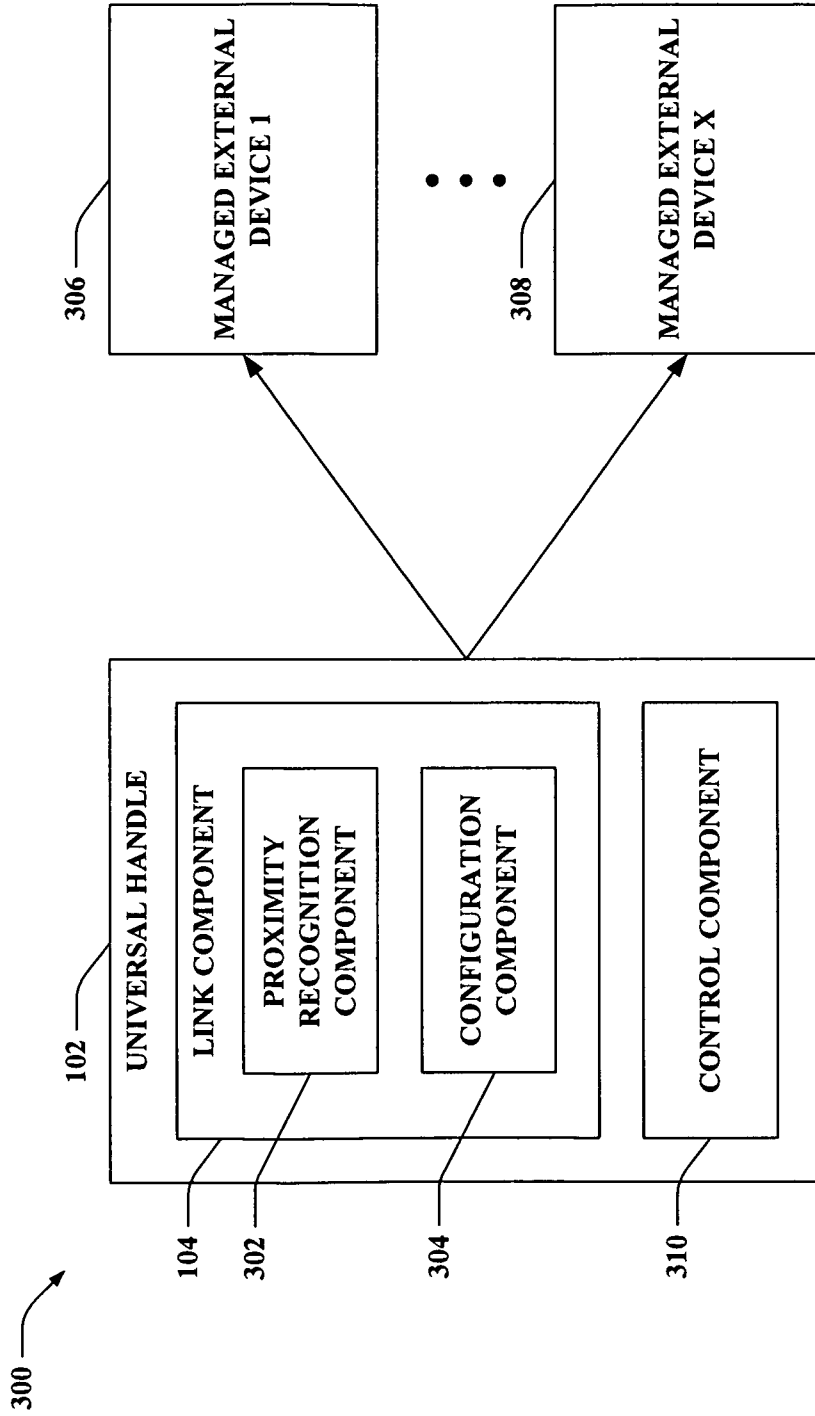 300
102
UNIVERSAL HANDLE
104
LINK COMPONENT
302
PROXIMITY
RECOGNITION
COMPONENT
304
CONFIGURATION
COMPONENT
310
CONTROL COMPONENT
306
MANAGED EXTERNAL
DEVICE 1
308
MANAGED EXTERNAL
DEVICE X